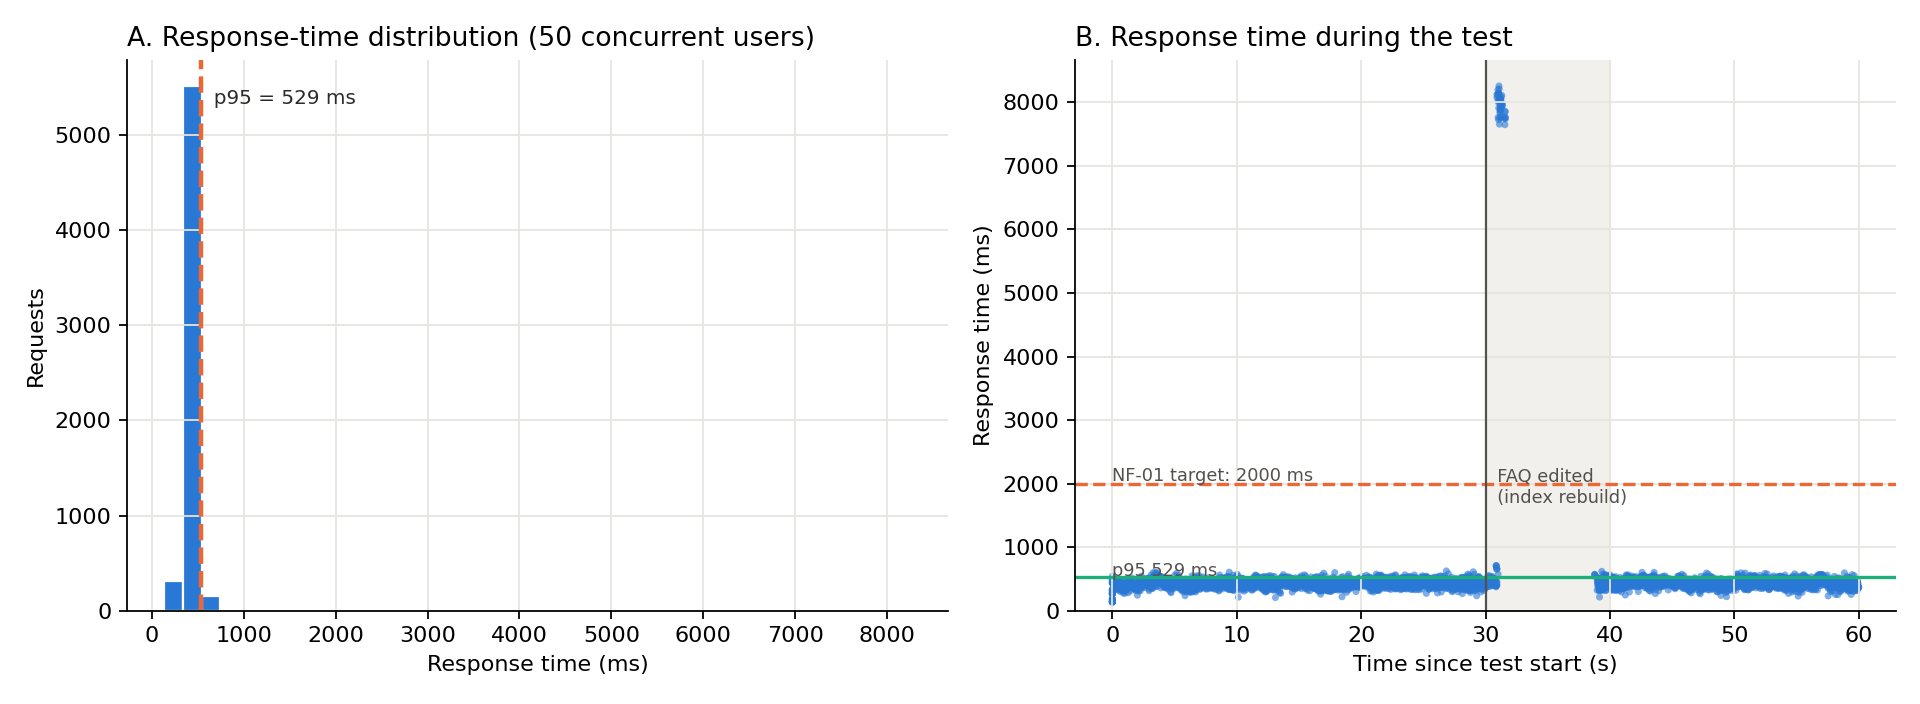 A. Response-time distribution (50 concurrent users)
p95 = 529 ms
5000
4000
3000
2000
1000
0
Requests
0 1000 2000 3000 4000 5000 6000 7000 8000
Response time (ms)
B. Response time during the test
8000
7000
6000
5000
4000
3000
2000
1000
0
Response time (ms)
NF-01 target: 2000 ms
FAQ edited
(index rebuild)
p95 529 ms
0 10 20 30 40 50 60
Time since test start (s)